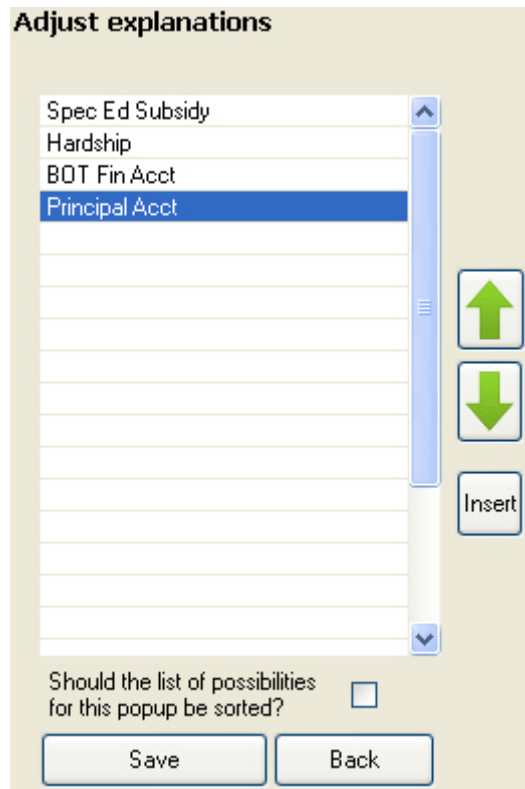 Adjust explanations
Spec Ed Subsidy
Hardship
BOT Fin Acct
Principal Acct
Insert
Should the list of possibilities
for this popup be sorted?
Save
Back